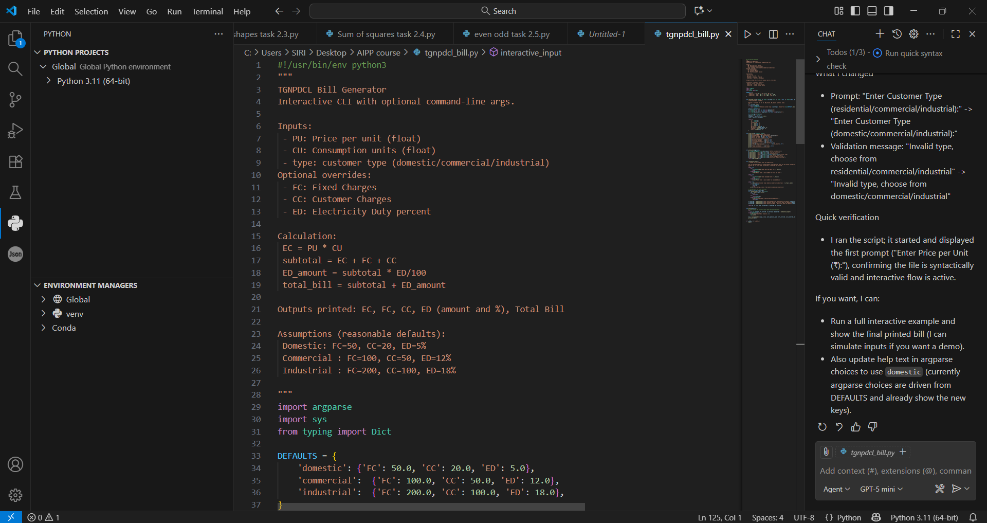 File Edit Selection View Go Run Terminal Help
Search
PYTHON
PYTHON PROJECTS
Global Global Python environment
Python 3.11 (64-bit)
ENVIRONMENT MANAGERS
Global
venv
Conda
shapes task 2.3.py
Sum of squares task 2.4.py
even odd task 2.5.py
Untitled-1
tgnpdcl_bill.py
C: > Users > SIRI > Desktop > AIPP course > tgnpdcl_bill.py > interactive_input
1 #!/usr/bin/env python3
2 """
3 TGNPDCL Bill Generator
4 Interactive CLI with optional command-line args.
5
6 Inputs:
7 - PU: Price per unit (float)
8 - CU: Consumption units (float)
9 - type: customer type (domestic/commercial/industrial)
10 Optional overrides:
11 - FC: Fixed Charges
12 - CC: Customer Charges
13 - ED: Electricity Duty percent
14
15 Calculation:
16 EC = PU * CU
17 subtotal = EC + FC + CC
18 ED_amount = subtotal * ED/100
19 total_bill = subtotal + ED_amount
20
21 Outputs printed: EC, FC, CC, ED (amount and %), Total Bill
22
23 Assumptions (reasonable defaults):
24 Domestic: FC=50, CC=20, ED=5%
25 Commercial : FC=100, CC=50, ED=12%
26 Industrial : FC=200, CC=100, ED=18%
27
28 """
29 import argparse
30 import sys
31 from typing import Dict
32
33 DEFAULTS = {
34 'domestic': {'FC': 50.0, 'CC': 20.0, 'ED': 5.0},
35 'commercial': {'FC': 100.0, 'CC': 50.0, 'ED': 12.0},
36 'industrial': {'FC': 200.0, 'CC': 100.0, 'ED': 18.0},
37 }
CHAT
Todos (1/3) - Run quick syntax
check
What I changed
Prompt: "Enter Customer Type
(residential/commercial/industrial):" ->
"Enter Customer Type
(domestic/commercial/industrial):"
Validation message: "Invalid type,
choose from
residential/commercial/industrial" ->
"Invalid type, choose from
domestic/commercial/industrial"
Quick verification
I ran the script; it started and displayed
the first prompt ("Enter Price per Unit
(₹):"), confirming the file is syntactically
valid and interactive flow is active.
If you want, I can:
Run a full interactive example and
show the final printed bill (I can
simulate inputs if you want a demo).
Also update help text in argparse
choices to use domestic (currently
argparse choices are driven from
DEFAULTS and already show the new
keys).
tgnpdcl_bill.py
Add context (#), extensions (@), comman
Agent GPT-5 mini
0 1
Ln 125, Col 1 Spaces: 4 UTF-8 {} Python Python 3.11 (64-bit)
1
Json